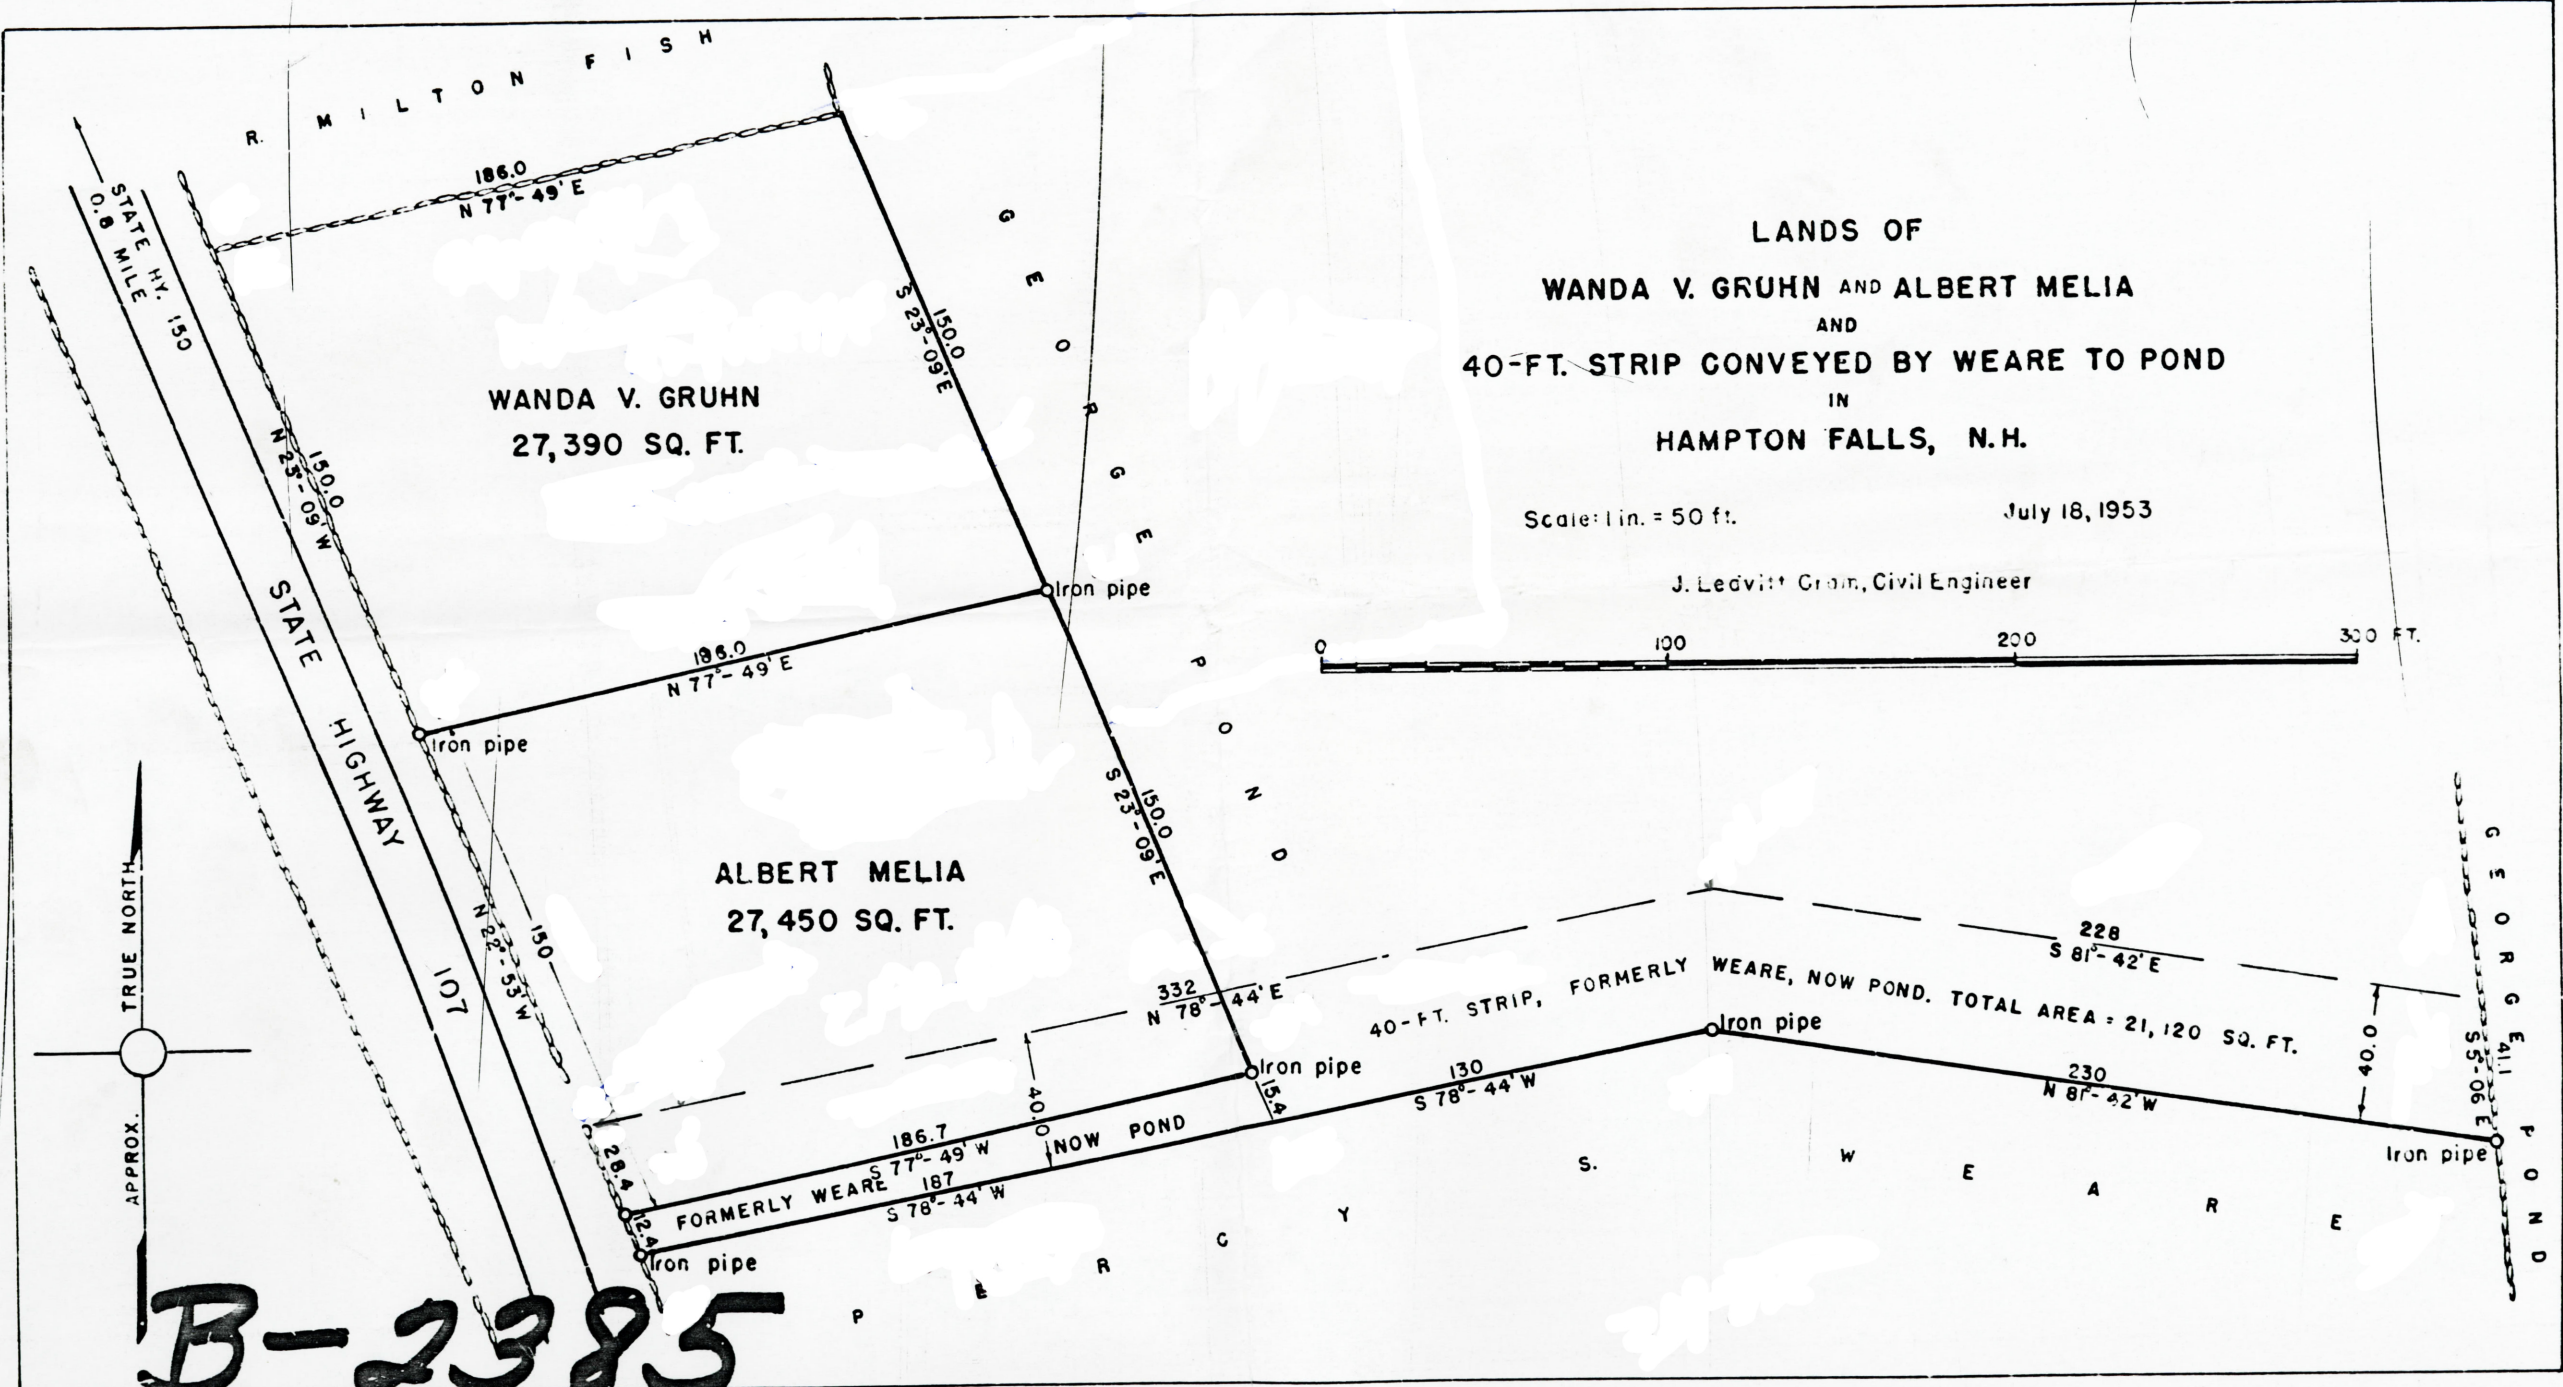 R. MILTON FISH
186.0
N 77°-49' E
STATE HY. 150
0.8 MILE
150.0
N 23°-09' W
WANDA V. GRUHN
27,390 SQ. FT.
150.0
S 23°-09' E
GEORGE POND
LANDS OF
WANDA V. GRUHN AND ALBERT MELIA
AND
40-FT. STRIP CONVEYED BY WEARE TO POND
IN
HAMPTON FALLS, N.H.
Scale: 1 in. = 50 ft.
July 18, 1953
J. Leavitt Civil Engineer
0 100 200 300 FT.
Iron pipe
186.0
N 77°-49' E
Iron pipe
STATE HIGHWAY 107
ALBERT MELIA
27,450 SQ. FT.
150.0
S 23°-09' E
150
N 22°-53' W
APPROX. TRUE NORTH
332
N 78°-44' E
228
S 81°-42' E
40-FT. STRIP, FORMERLY WEARE, NOW POND. TOTAL AREA = 21,120 SQ. FT.
Iron pipe
Iron pipe
15.4
130
S 78°-44' W
230
N 81°-42' W
40.0
41.1
S 5°-06' E
GEORGE POND
Iron pipe
40.0
186.7
S 77°-49' W
FORMERLY WEARE NOW POND
187
S 78°-44' W
28.4
12.4
Iron pipe
PERCY S. WEARE
B-2385